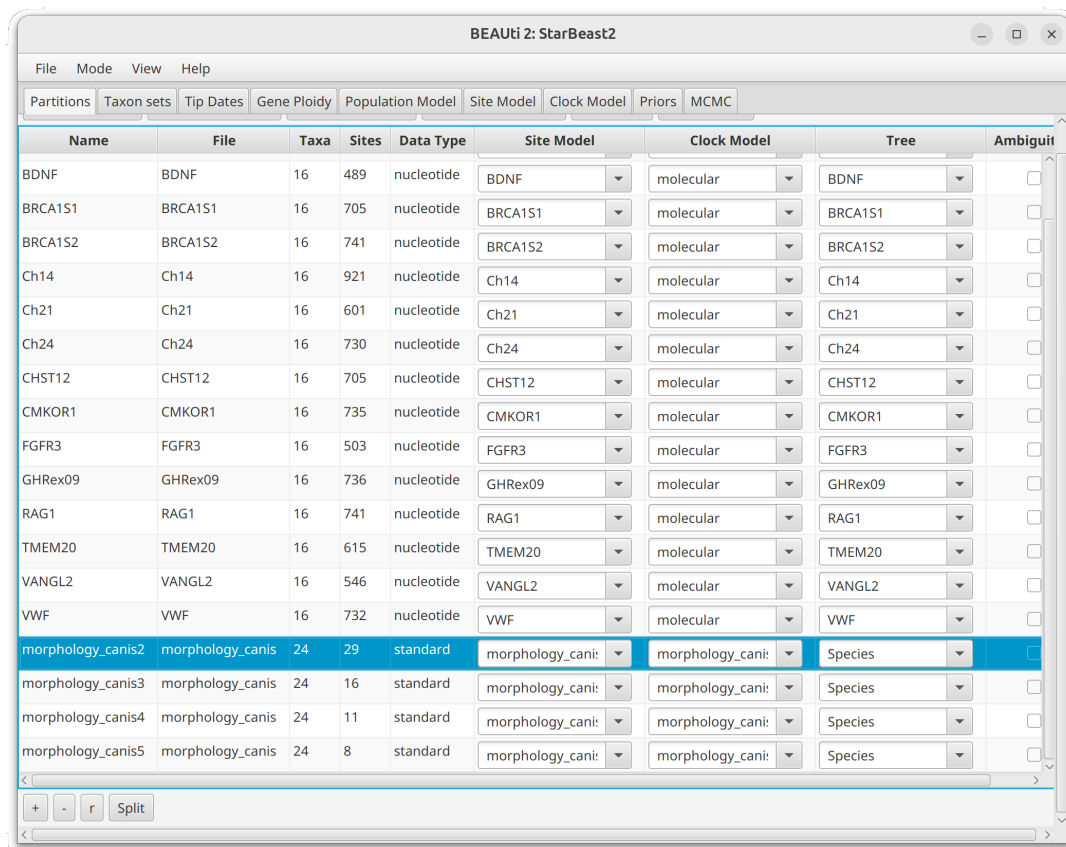 BEAUti 2: StarBeast2
File Mode View Help
Partitions Taxon sets Tip Dates Gene Ploidy Population Model Site Model Clock Model Priors MCMC
Name File Taxa Sites Data Type Site Model Clock Model Tree Ambiguit
BDNF BDNF 16 489 nucleotide BDNF molecular BDNF
BRCA1S1 BRCA1S1 16 705 nucleotide BRCA1S1 molecular BRCA1S1
BRCA1S2 BRCA1S2 16 741 nucleotide BRCA1S2 molecular BRCA1S2
Ch14 Ch14 16 921 nucleotide Ch14 molecular Ch14
Ch21 Ch21 16 601 nucleotide Ch21 molecular Ch21
Ch24 Ch24 16 730 nucleotide Ch24 molecular Ch24
CHST12 CHST12 16 705 nucleotide CHST12 molecular CHST12
CMKOR1 CMKOR1 16 735 nucleotide CMKOR1 molecular CMKOR1
FGFR3 FGFR3 16 503 nucleotide FGFR3 molecular FGFR3
GHRex09 GHRex09 16 736 nucleotide GHRex09 molecular GHRex09
RAG1 RAG1 16 741 nucleotide RAG1 molecular RAG1
TMEM20 TMEM20 16 615 nucleotide TMEM20 molecular TMEM20
VANGL2 VANGL2 16 546 nucleotide VANGL2 molecular VANGL2
VWF VWF 16 732 nucleotide VWF molecular VWF
morphology_canis2 morphology_canis 24 29 standard morphology_canis morphology_canis Species
morphology_canis3 morphology_canis 24 16 standard morphology_canis morphology_canis Species
morphology_canis4 morphology_canis 24 11 standard morphology_canis morphology_canis Species
morphology_canis5 morphology_canis 24 8 standard morphology_canis morphology_canis Species
+ - r Split